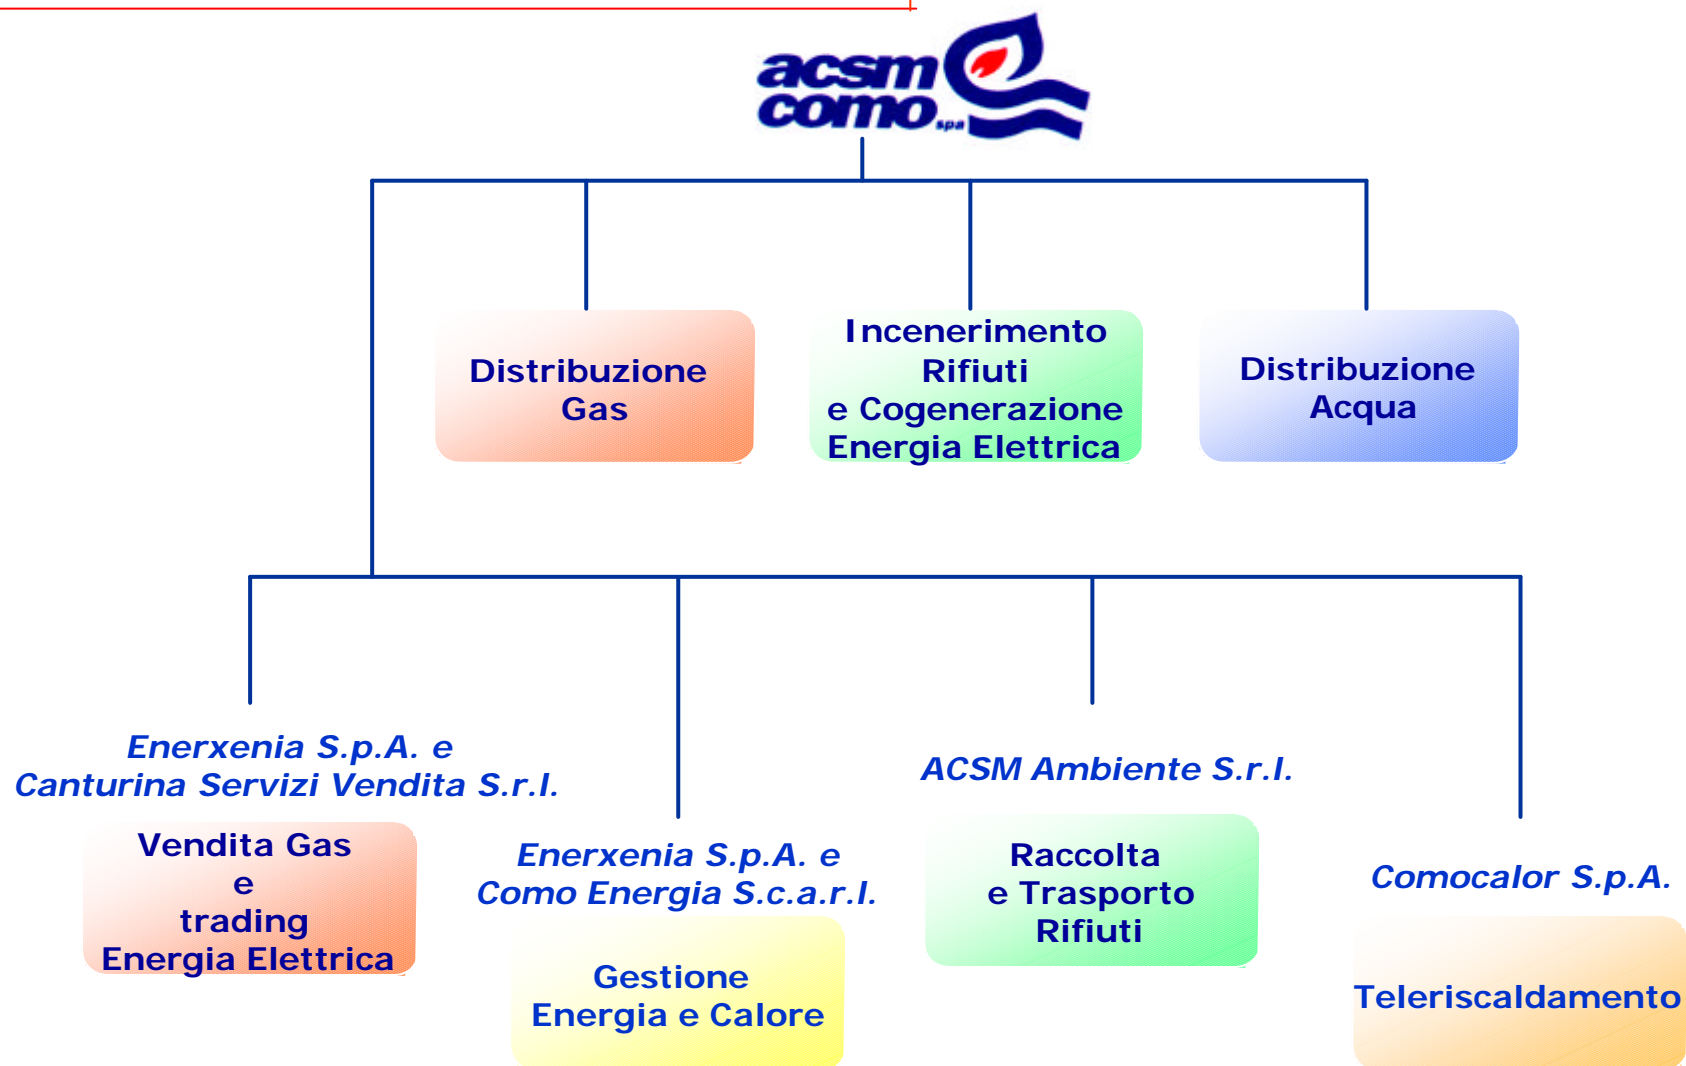 acsm
como spa
Distribuzione
Gas
Incenerimento
Rifiuti
e Cogenerazione
Energia Elettrica
Distribuzione
Acqua
Enerxenia S.p.A. e
Canturina Servizi Vendita S.r.l.
Vendita Gas
e
trading
Energia Elettrica
Enerxenia S.p.A. e
Como Energia S.c.a.r.l.
Gestione
Energia e Calore
ACSM Ambiente S.r.l.
Raccolta
e Trasporto
Rifiuti
Comocalor S.p.A.
Teleriscaldamento